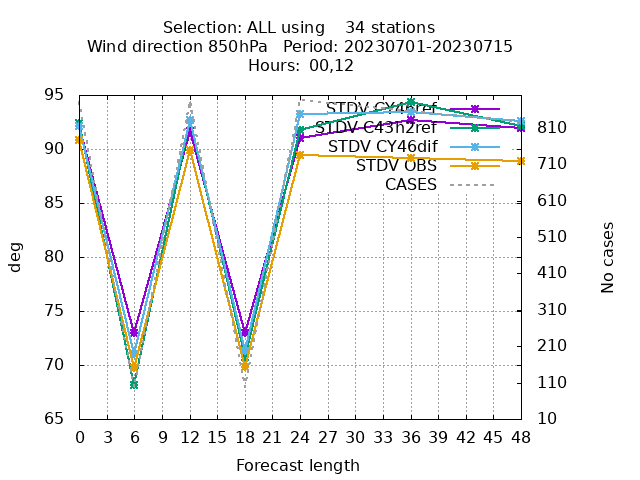 Selection: ALL using    34 stations
Wind direction 850hPa   Period: 20230701-20230715
Hours: 00,12
STDV CY46ref
STDV C43h2ref
STDV CY46dif
STDV OBS
CASES
95
90
85
80
75
70
65
deg
810
710
610
510
410
310
210
110
10
No cases
0 3 6 9 12 15 18 21 24 27 30 33 36 39 42 45 48
Forecast length